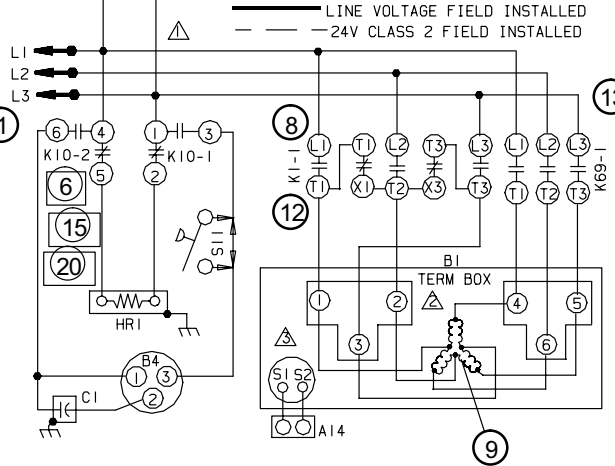 LINE VOLTAGE FIELD INSTALLED
24V CLASS 2 FIELD INSTALLED
1
L1
L2
L3
1
13
6 4 1 3
8
L1 T1 L2 T3 L3 L1 L2 L3
K10-2 K10-1
K1-1
K69-1
5 2
6
12
T1 X1 T2 X3 T3 T1 T2 T3
15
S11
20
B1
TERM BOX
1 2 2 4 5
HR1
3
3 6
B4
1 3
2
S1 S2
C1
A14
9